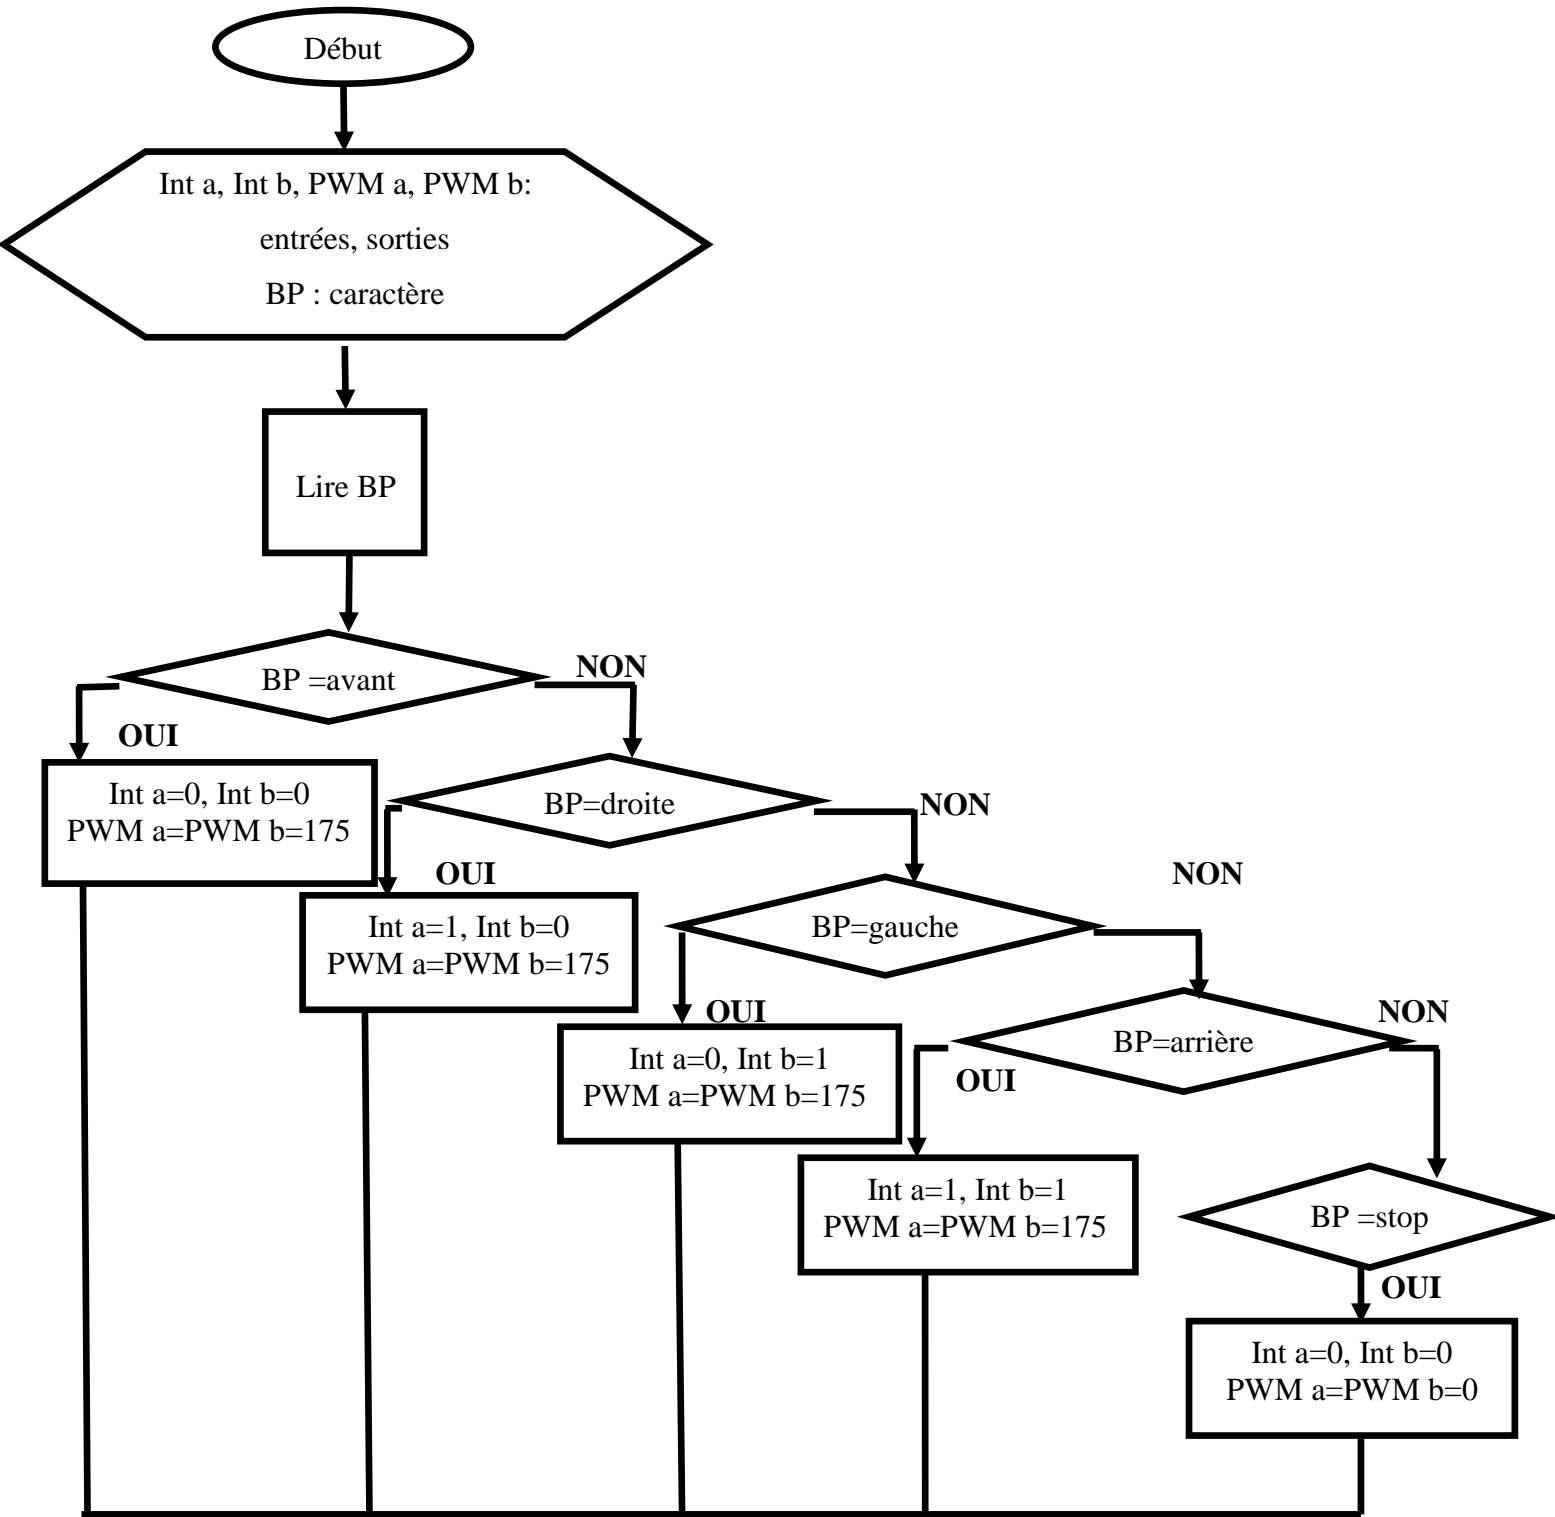 Début
Int a, Int b, PWM a, PWM b:
entrées, sorties
BP : caractère
Lire BP
BP =avant
NON
OUI
Int a=0, Int b=0
PWM a=PWM b=175
BP=droite
NON
OUI
Int a=1, Int b=0
PWM a=PWM b=175
BP=gauche
NON
OUI
Int a=0, Int b=1
PWM a=PWM b=175
BP=arrière
NON
OUI
Int a=1, Int b=1
PWM a=PWM b=175
BP =stop
OUI
Int a=0, Int b=0
PWM a=PWM b=0